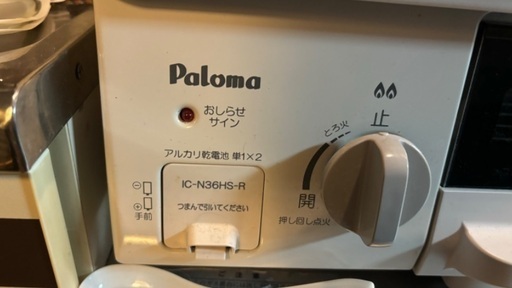 Paloma
おしらせ
サイン
止
とろ火
アルカリ乾電池 単1×2
IC-N36HS-R
つまんで引いてください
⊖
⊕
手前
開
押し回し点火